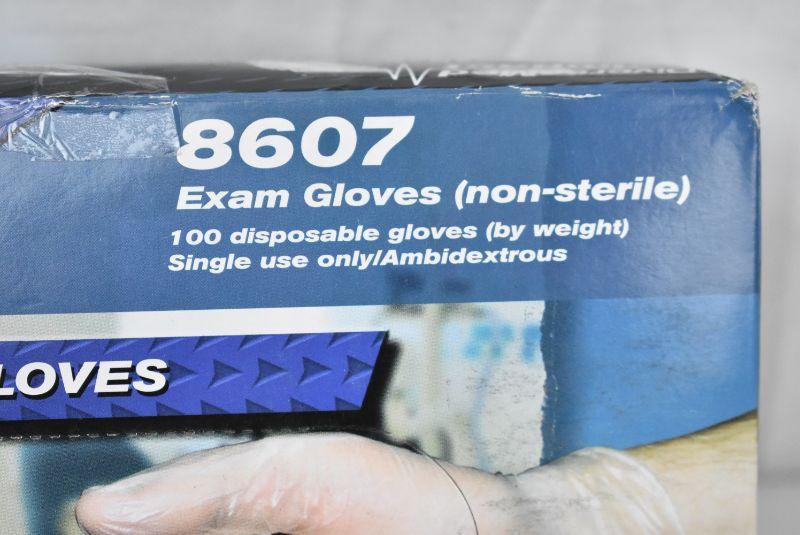 8607
Exam Gloves (non-sterile)
100 disposable gloves (by weight)
Single use only/Ambidextrous
LOVES